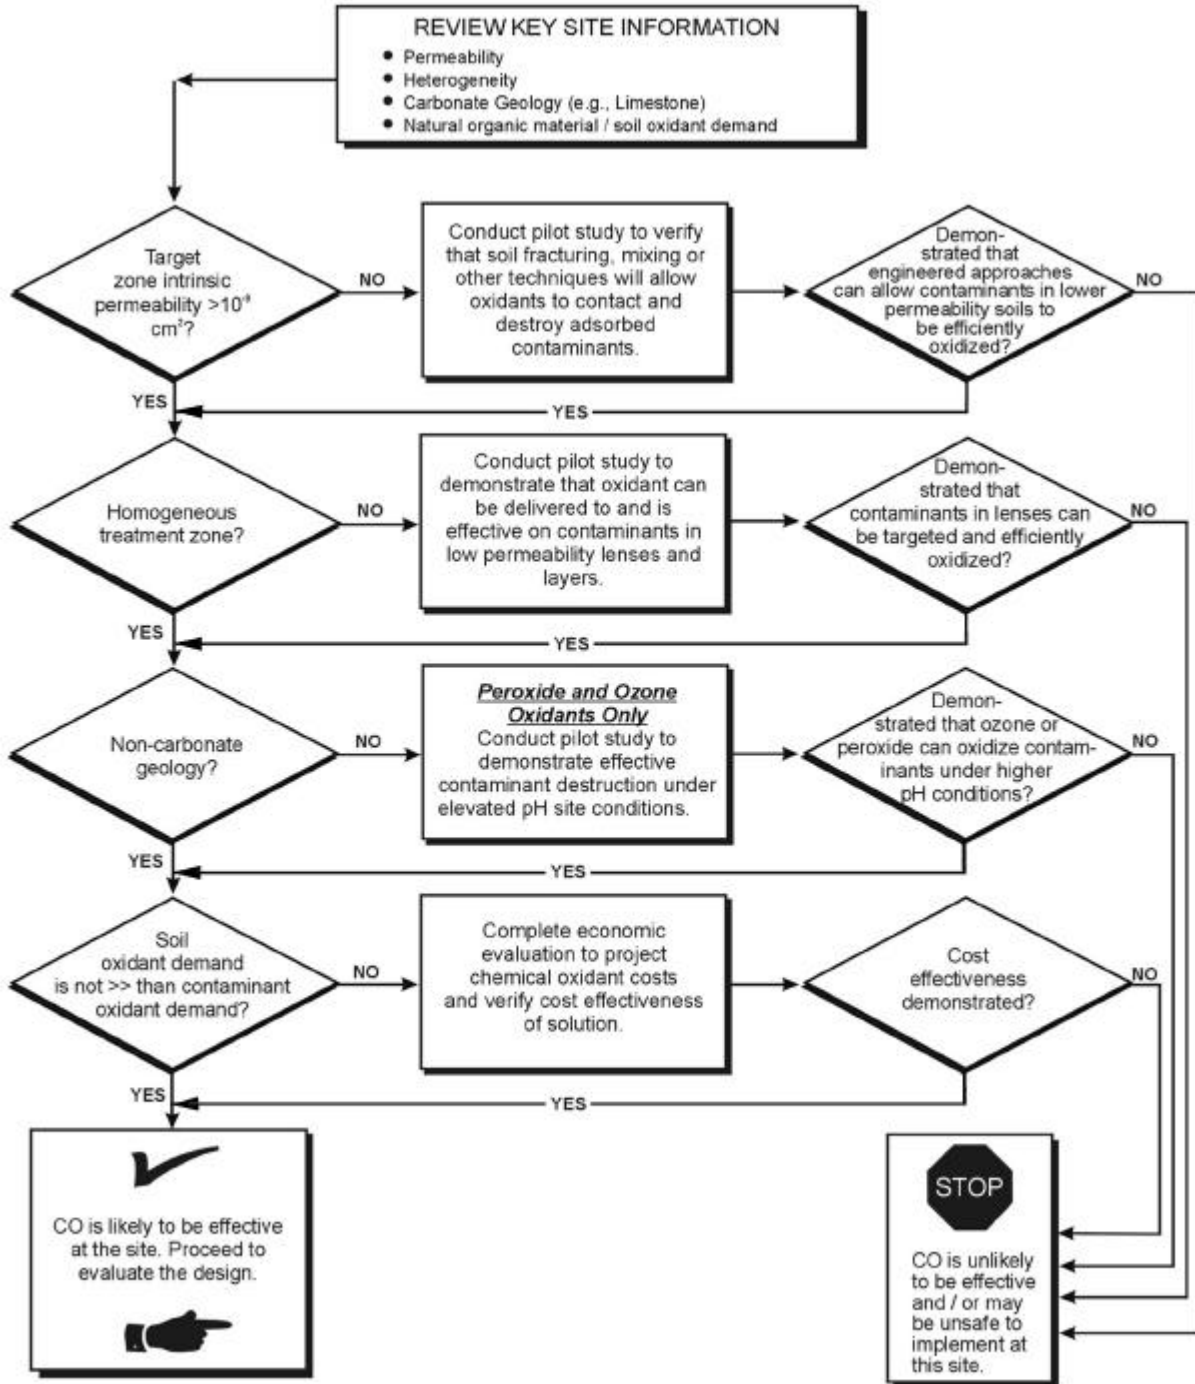 REVIEW KEY SITE INFORMATION
● Permeability
● Heterogeneity
● Carbonate Geology (e.g., Limestone)
● Natural organic material / soil oxidant demand
Target
zone intrinsic
permeability >10⁻⁹
cm²?
NO
Conduct pilot study to verify
that soil fracturing, mixing or
other techniques will allow
oxidants to contact and
destroy adsorbed
contaminants.
Demon-
strated that
engineered approaches
can allow contaminants in lower
permeability soils to
be efficiently
oxidized?
NO
YES
YES
Homogeneous
treatment zone?
NO
Conduct pilot study to
demonstrate that oxidant can
be delivered to and is
effective on contaminants in
low permeability lenses and
layers.
Demon-
strated that
contaminants in lenses can
be targeted and efficiently
oxidized?
NO
YES
YES
Non-carbonate
geology?
NO
Peroxide and Ozone
Oxidants Only
Conduct pilot study to
demonstrate effective
contaminant destruction under
elevated pH site conditions.
Demon-
strated that ozone or
peroxide can oxidize contam-
inants under higher
pH conditions?
NO
YES
YES
Soil
oxidant demand
is not >> than contaminant
oxidant demand?
NO
Complete economic
evaluation to project
chemical oxidant costs
and verify cost effectiveness
of solution.
Cost
effectiveness
demonstrated?
NO
YES
YES
CO is likely to be effective
at the site. Proceed to
evaluate the design.
STOP
CO is unlikely
to be effective
and / or may
be unsafe to
implement at
this site.